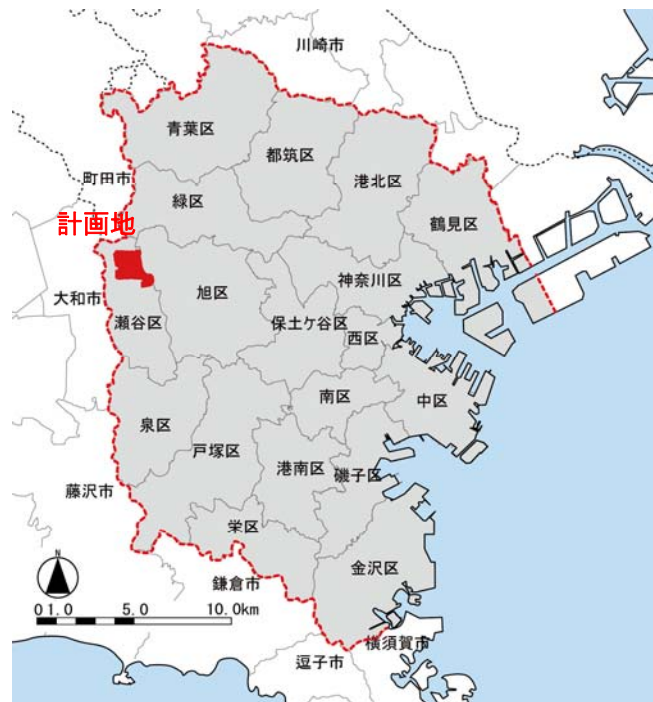 川崎市
青葉区
都筑区
港北区
町田市
緑区
鶴見区
計画地
神奈川区
旭区
大和市
保土ケ谷区
瀬谷区
西区
南区
中区
泉区
戸塚区
港南区
磯子区
藤沢市
栄区
金沢区
鎌倉市
N
0 1.0 5.0 10.0km
横須賀市
逗子市